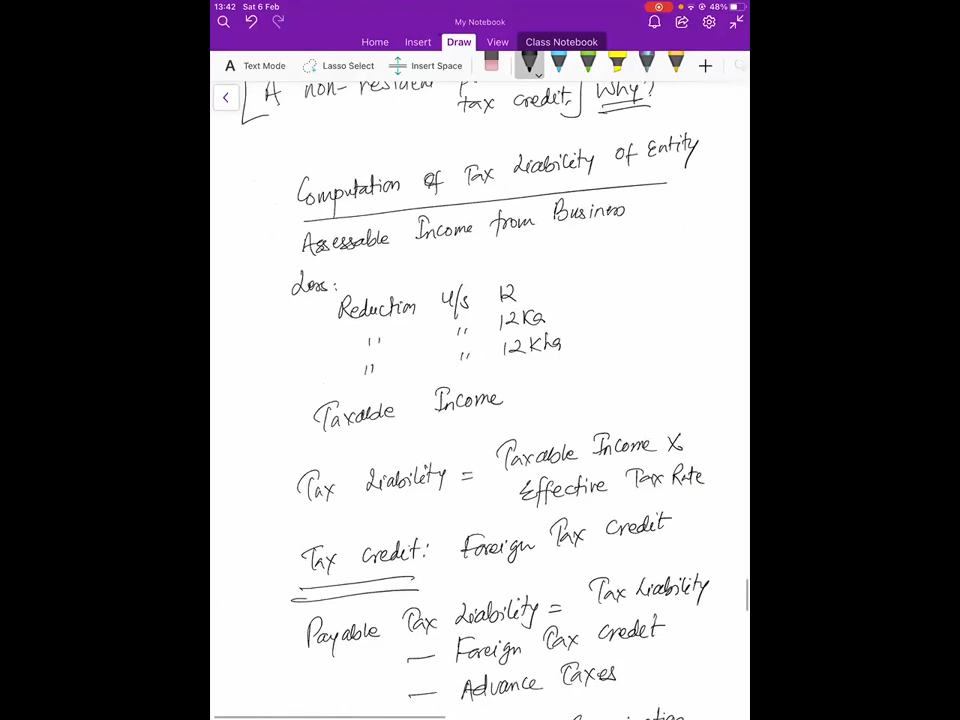 13:42 Sat 6 Feb
48%
My Notebook
Home Insert Draw View Class Notebook
Text Mode Lasso Select Insert Space
A non-resident
tax credit. Why?
Computation of Tax Liability of Entity
Assessable Income from Business
Less:
Reduction u/s 12
" " 12Ka
" " 12Kha
Taxable Income
Tax Liability = Taxable Income X
Effective Tax Rate
Tax credit: Foreign Tax Credit
Payable Tax Liability = Tax Liability
— Foreign Tax Credit
— Advance Taxes